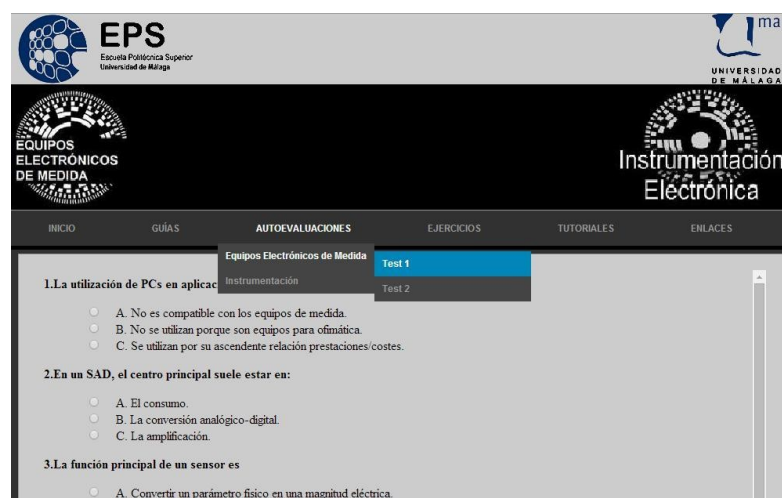 EPS
Escuela Politécnica Superior
Universidad de Málaga
ma
UNIVERSIDAD
DE MÁLAGA
EQUIPOS
ELECTRÓNICOS
DE MEDIDA
Instrumentación
Electrónica
INICIO GUÍAS AUTOEVALUACIONES EJERCICIOS TUTORIALES ENLACES
Equipos Electrónicos de Medida
Instrumentación
Test 1
Test 2
1.La utilización de PCs en aplicac
A. No es compatible con los equipos de medida.
B. No se utilizan porque son equipos para ofimática.
C. Se utilizan por su ascendente relación prestaciones/costes.
2.En un SAD, el centro principal suele estar en:
A. El consumo.
B. La conversión analógico-digital.
C. La amplificación.
3.La función principal de un sensor es
A. Convertir un parámetro físico en una magnitud eléctrica.